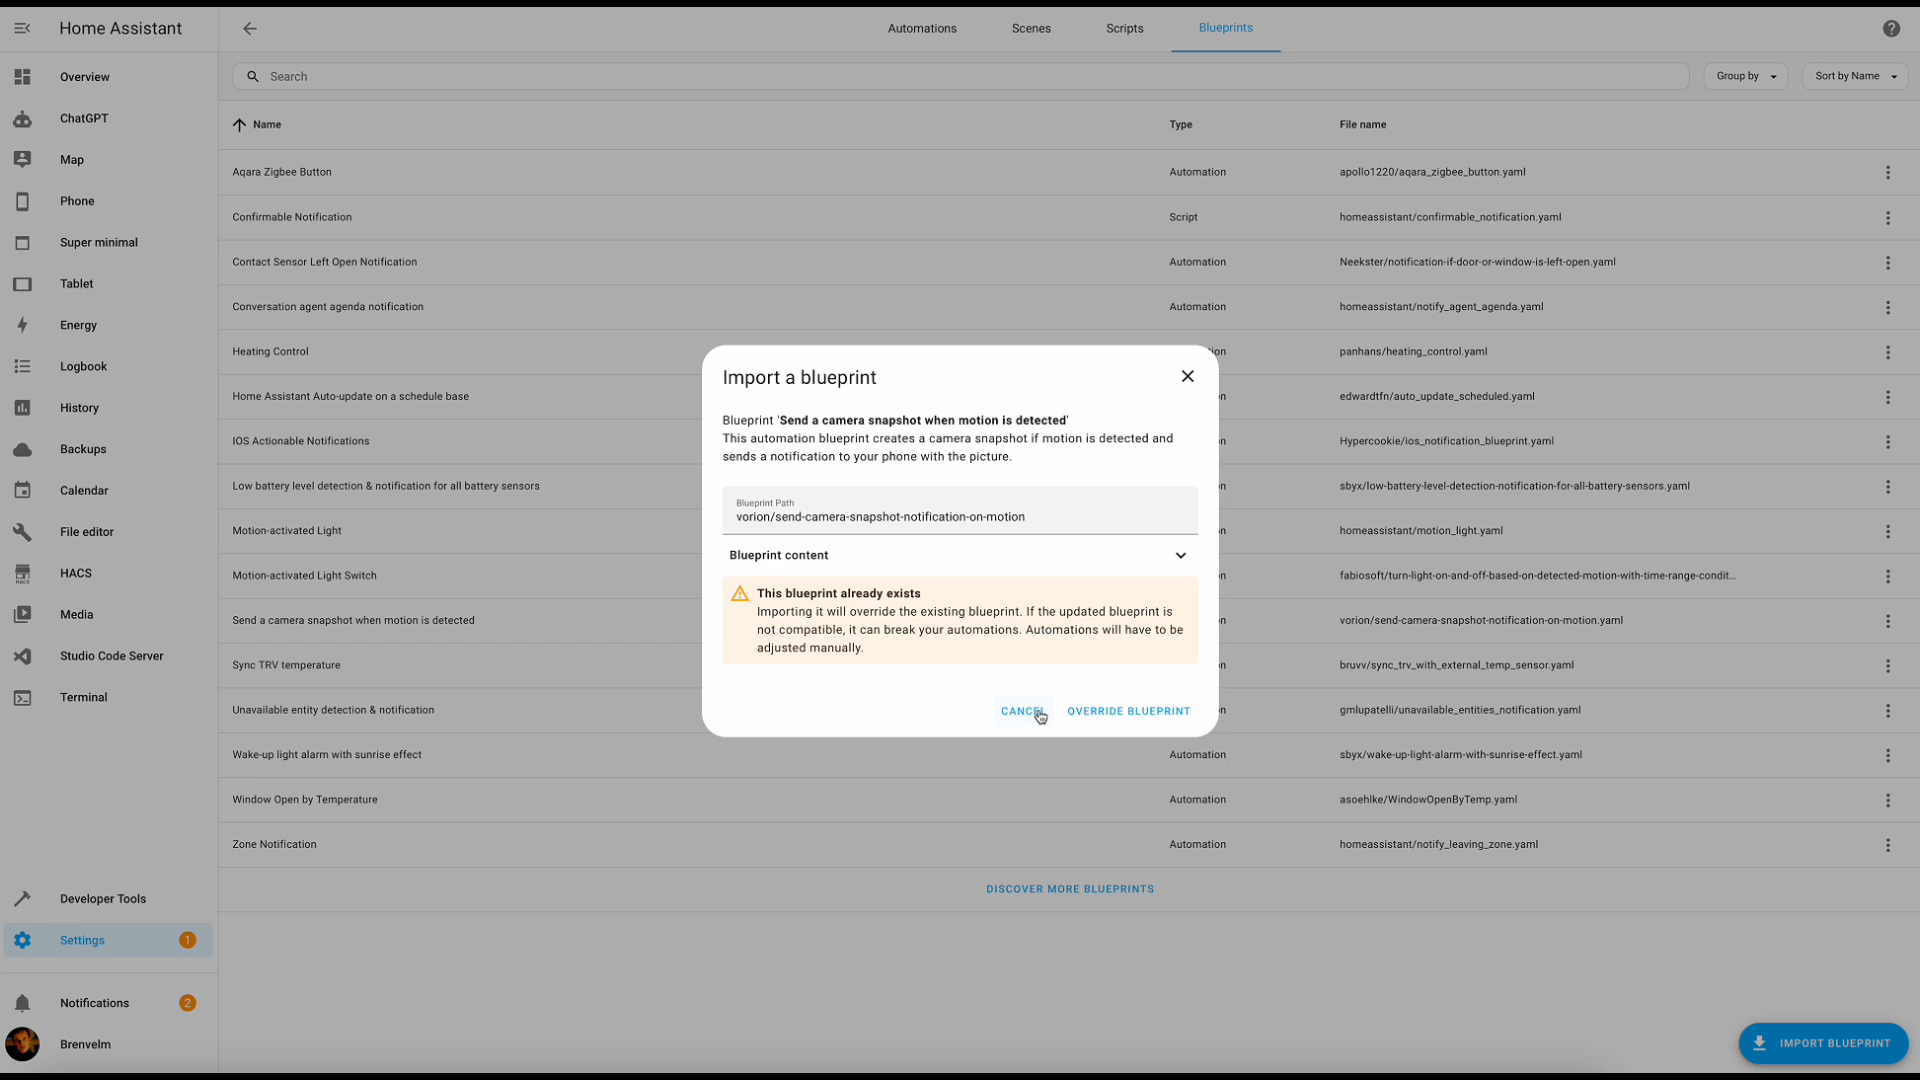 Home Assistant
Automations
Scenes
Scripts
Blueprints
Overview
ChatGPT
Map
Phone
Super minimal
Tablet
Energy
Logbook
History
Backups
Calendar
File editor
HACS
Media
Studio Code Server
Terminal
Developer Tools
Settings 1
Notifications 2
Brenvelm
Search
Group by
Sort by Name
Name Type File name
Aqara Zigbee Button Automation apollo1220/aqara_zigbee_button.yaml
Confirmable Notification Script homeassistant/confirmable_notification.yaml
Contact Sensor Left Open Notification Automation Neekster/notification-if-door-or-window-is-left-open.yaml
Conversation agent agenda notification Automation homeassistant/notify_agent_agenda.yaml
Heating Control panhans/heating_control.yaml
Home Assistant Auto-update on a schedule base edwardtfn/auto_update_scheduled.yaml
IOS Actionable Notifications Hypercookie/ios_notification_blueprint.yaml
Low battery level detection & notification for all battery sensors sbyx/low-battery-level-detection-notification-for-all-battery-sensors.yaml
Motion-activated Light homeassistant/motion_light.yaml
Motion-activated Light Switch fabiosoft/turn-light-on-and-off-based-on-detected-motion-with-time-range-condit...
Send a camera snapshot when motion is detected vorion/send-camera-snapshot-notification-on-motion.yaml
Sync TRV temperature bruvv/sync_trv_with_external_temp_sensor.yaml
Unavailable entity detection & notification gmlupatelli/unavailable_entities_notification.yaml
Wake-up light alarm with sunrise effect Automation sbyx/wake-up-light-alarm-with-sunrise-effect.yaml
Window Open by Temperature Automation asoehlke/WindowOpenByTemp.yaml
Zone Notification Automation homeassistant/notify_leaving_zone.yaml
DISCOVER MORE BLUEPRINTS
IMPORT BLUEPRINT
Import a blueprint
Blueprint 'Send a camera snapshot when motion is detected'
This automation blueprint creates a camera snapshot if motion is detected and
sends a notification to your phone with the picture.
Blueprint Path
vorion/send-camera-snapshot-notification-on-motion
Blueprint content
This blueprint already exists
Importing it will override the existing blueprint. If the updated blueprint is
not compatible, it can break your automations. Automations will have to be
adjusted manually.
CANCEL
OVERRIDE BLUEPRINT